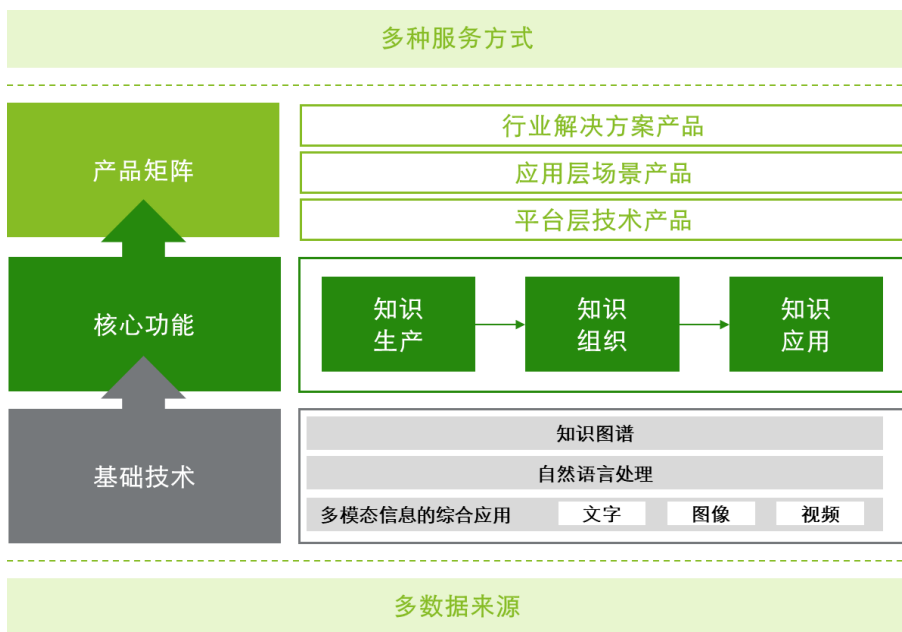 多种服务方式
产品矩阵
行业解决方案产品
应用层场景产品
平台层技术产品
核心功能
知识
生产
知识
组织
知识
应用
基础技术
知识图谱
自然语言处理
多模态信息的综合应用 文字 图像 视频
多数据来源